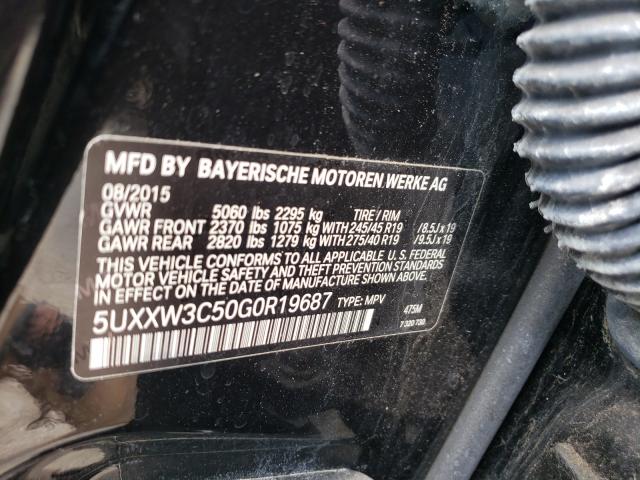 MFD BY BAYERISCHE MOTOREN WERKE AG
08/2015
GVWR 5060 lbs 2295 kg TIRE / RIM
GAWR FRONT 2370 lbs 1075 kg WITH 245/45 R19 /8.5J x 19
GAWR REAR 2820 lbs 1279 kg WITH 275/40 R19 /9.5J x 19
THIS VEHICLE CONFORMS TO ALL APPLICABLE U. S. FEDERAL
MOTOR VEHICLE SAFETY AND THEFT PREVENTION STANDARDS
IN EFFECT ON THE DATE OF MANUFACTURE SHOWN ABOVE.
5UXXW3C50G0R19687 TYPE: MPV 475M
7 320 730